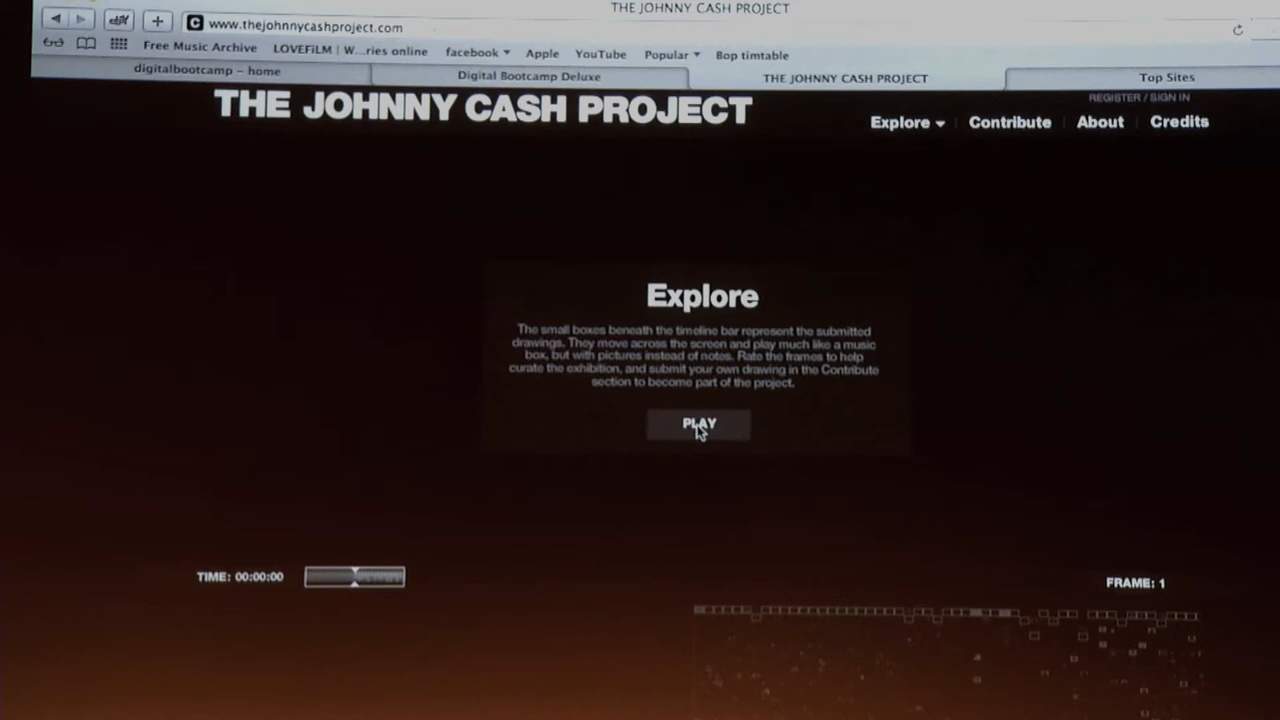 THE JOHNNY CASH PROJECT
www.thejohnnycashproject.com
Free Music Archive LOVEFiLM | W...ries online facebook Apple YouTube Popular Bop timtable
digitalbootcamp – home Digital Bootcamp Deluxe THE JOHNNY CASH PROJECT Top Sites
REGISTER / SIGN IN
THE JOHNNY CASH PROJECT
Explore Contribute About Credits
Explore
The small boxes beneath the timeline bar represent the submitted
drawings. They move across the screen and play much like a music
box, but with pictures instead of notes. Rate the frames to help
curate the exhibition, and submit your own drawing in the Contribute
section to become part of the project.
PLAY
TIME: 00:00:00
FRAME: 1